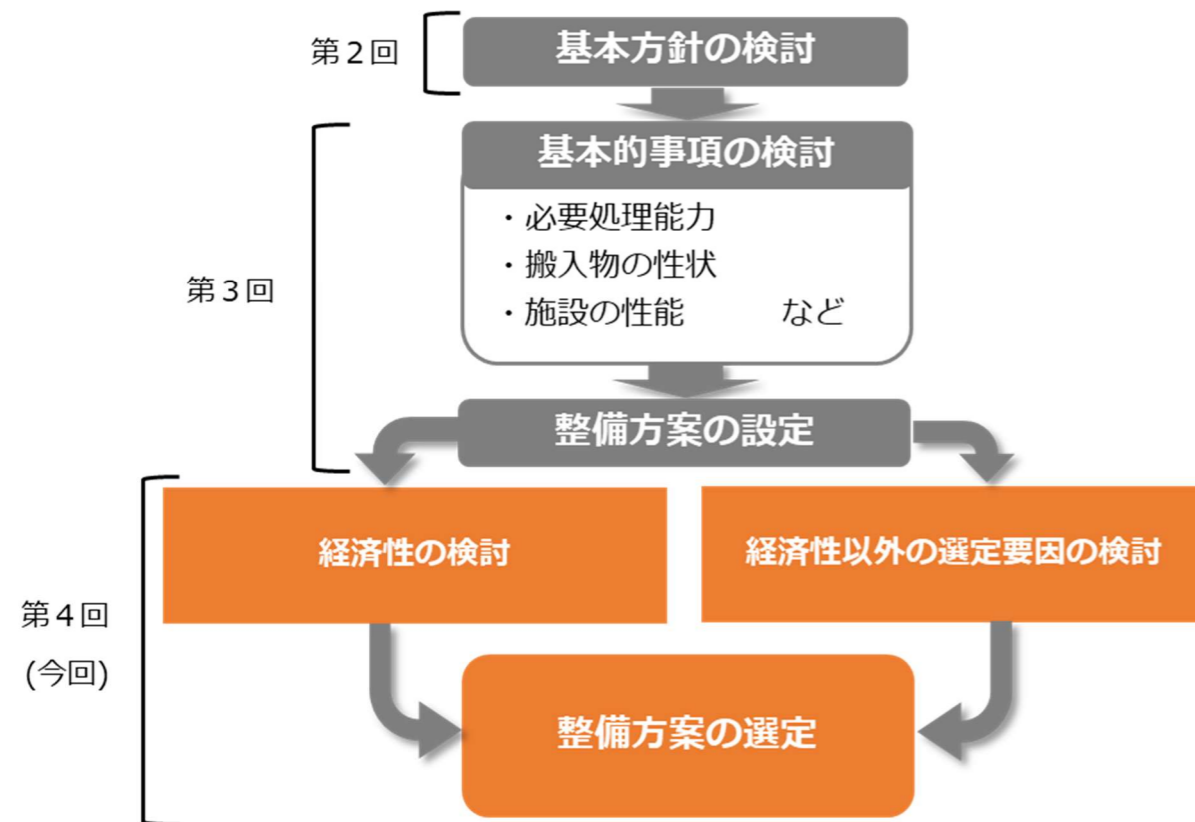 第２回
基本方針の検討
第３回
基本的事項の検討
・必要処理能力
・搬入物の性状
・施設の性能　　　など
整備方案の設定
第４回
(今回)
経済性の検討
経済性以外の選定要因の検討
整備方案の選定